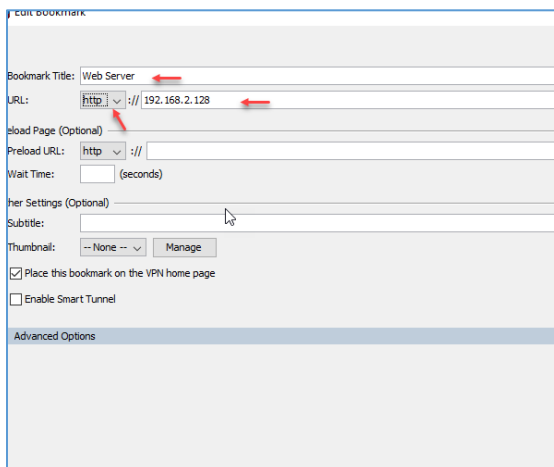 Edit Bookmark
Bookmark Title: Web Server
URL: http :// 192.168.2.128
eload Page (Optional)
Preload URL: http ://
Wait Time: (seconds)
her Settings (Optional)
Subtitle:
Thumbnail: -- None -- Manage
Place this bookmark on the VPN home page
Enable Smart Tunnel
Advanced Options